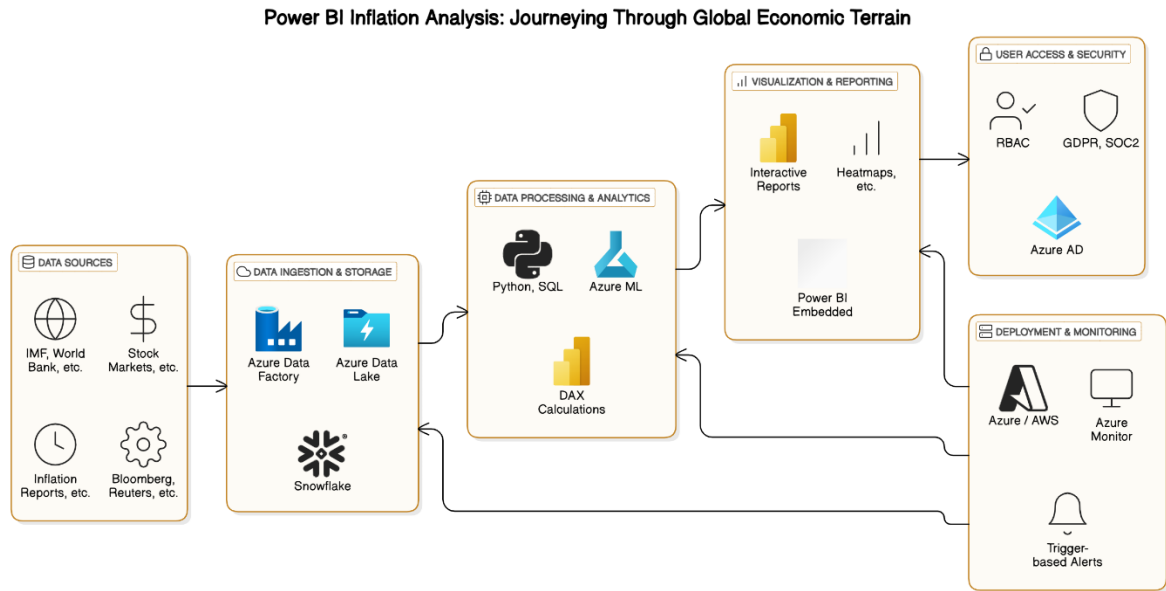 Power BI Inflation Analysis: Journeying Through Global Economic Terrain
DATA SOURCES
IMF, World
Bank, etc.
Stock
Markets, etc.
Inflation
Reports, etc.
Bloomberg,
Reuters, etc.
DATA INGESTION & STORAGE
Azure Data
Factory
Azure Data
Lake
Snowflake
DATA PROCESSING & ANALYTICS
Python, SQL
Azure ML
DAX
Calculations
VISUALIZATION & REPORTING
Interactive
Reports
Heatmaps,
etc.
Power BI
Embedded
USER ACCESS & SECURITY
RBAC
GDPR, SOC2
Azure AD
DEPLOYMENT & MONITORING
Azure / AWS
Azure
Monitor
Trigger-
based Alerts